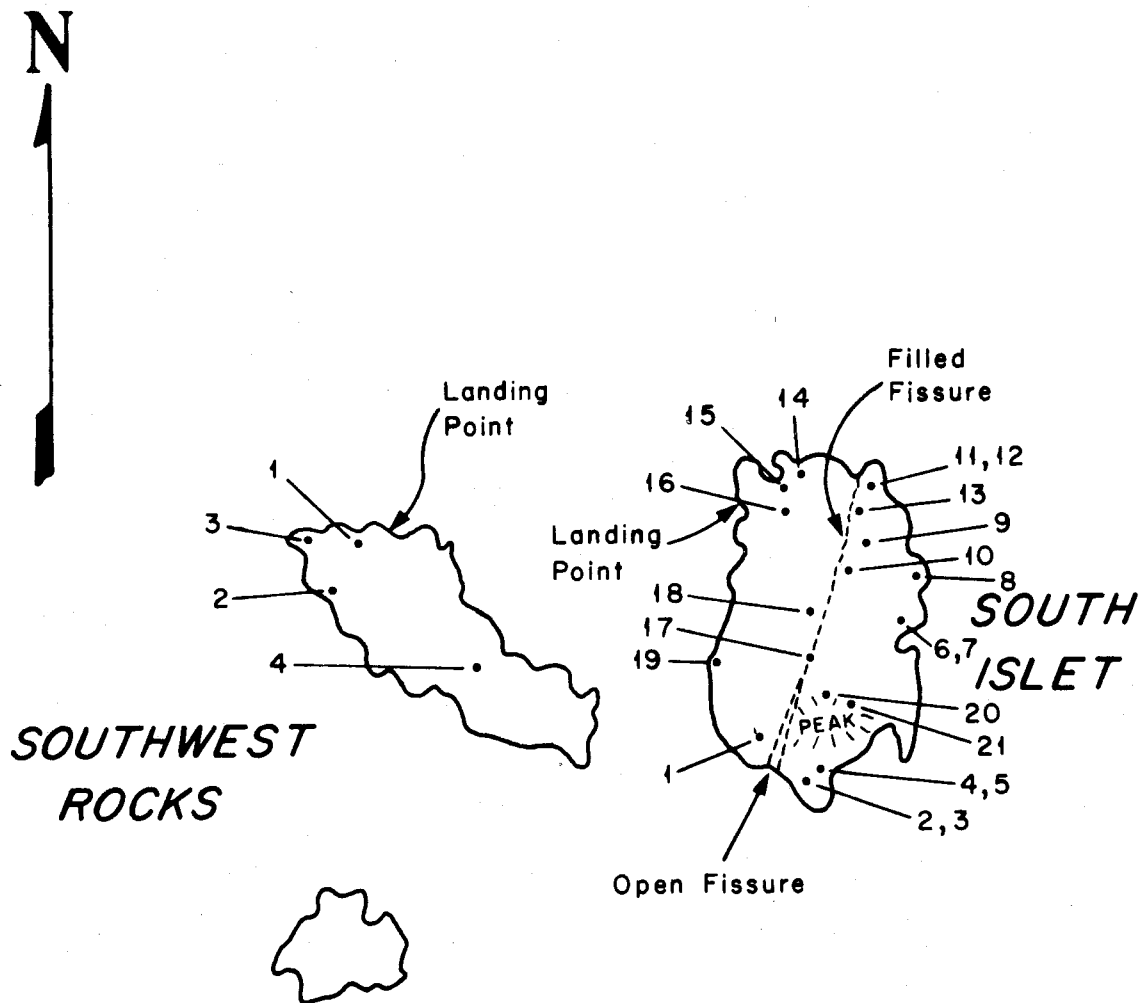 N
Landing
Point
1
3
2
4
SOUTHWEST
ROCKS
Filled
Fissure
14
15
16
11,12
13
9
10
8
Landing
Point
18
17
19
6,7
SOUTH
ISLET
20
PEAK
21
1
4,5
2,3
Open Fissure